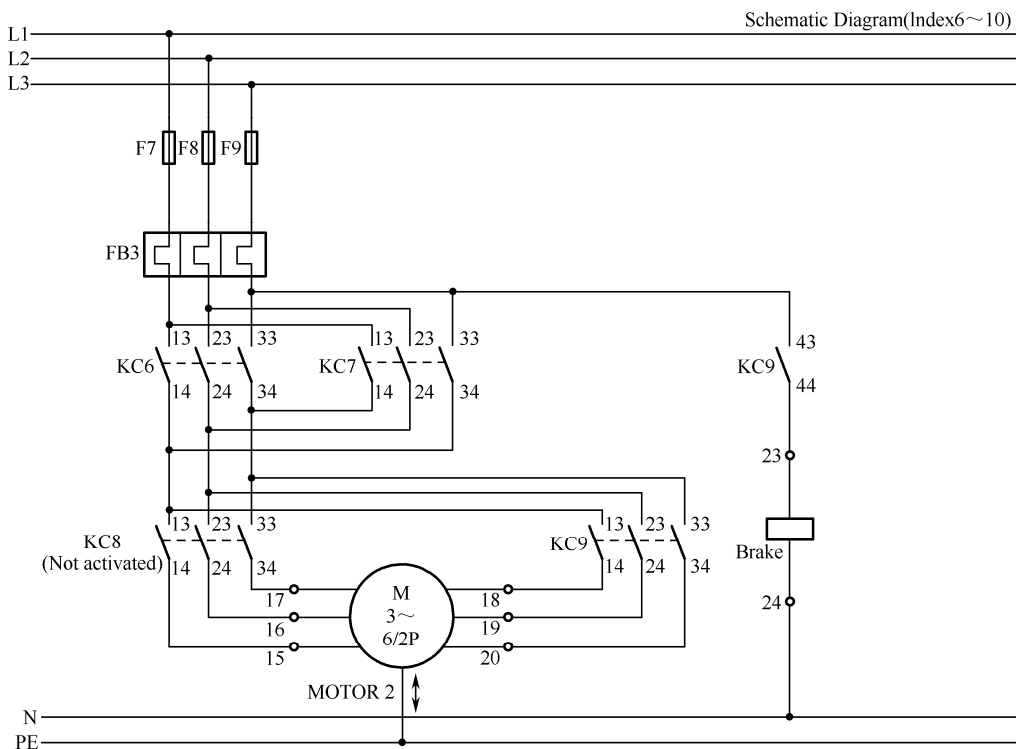 Schematic Diagram(Index6～10)
L1
L2
L3
F7 F8 F9
FB3
13 23 33 13 23 33 43
KC6 KC7 KC9
14 24 34 14 24 34 44
23
13 23 33 13 23 33
KC8 KC9 Brake
(Not activated)
14 24 34 14 24 34
M
17 18
3～
16 19
6/2P
15 20
24
MOTOR 2
N
PE